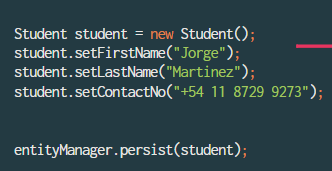 Student student = new Student();
student.setFirstName("Jorge");
student.setLastName("Martinez");
student.setContactNo("+54 11 8729 9273");
entityManager.persist(student);